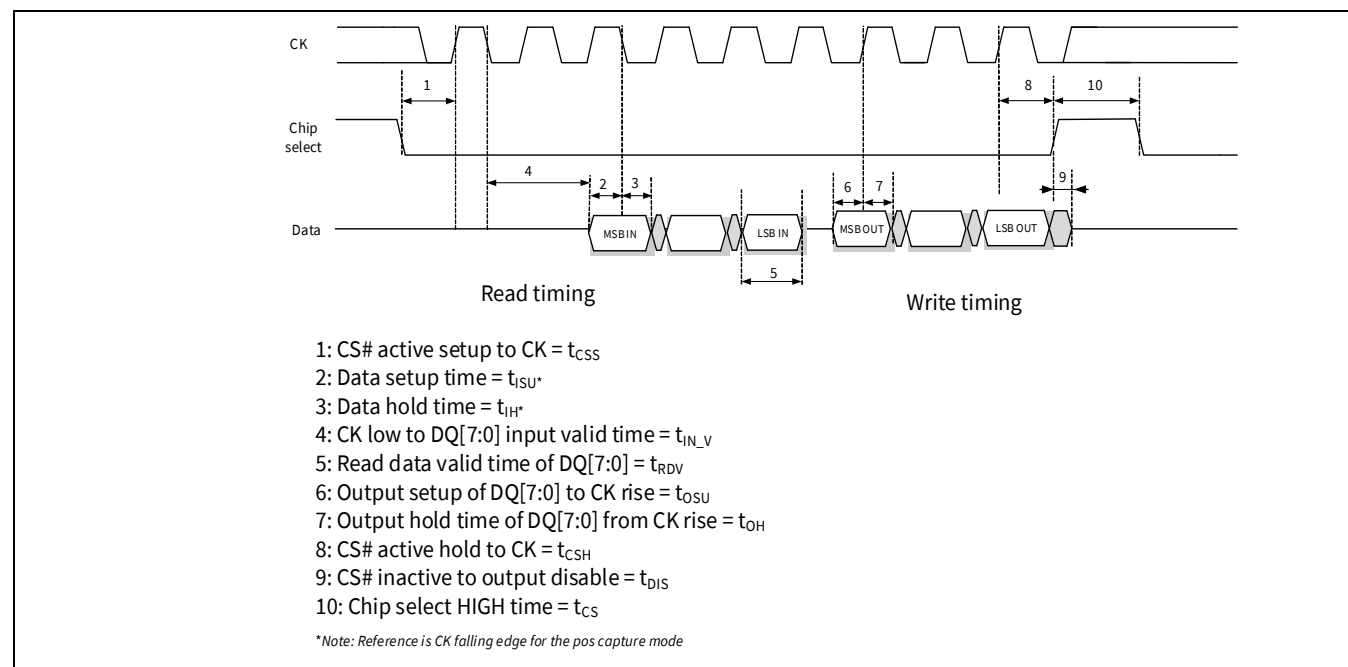 CK
1
8
10
Chip
select
4
2
3
6
7
9
Data
MSB IN
LSB IN
MSB OUT
LSB OUT
5
Read timing
Write timing
1: CS# active setup to CK = tCSS
2: Data setup time = tISU*
3: Data hold time = tIH*
4: CK low to DQ[7:0] input valid time = tIN_V
5: Read data valid time of DQ[7:0] = tRDV
6: Output setup of DQ[7:0] to CK rise = tOSU
7: Output hold time of DQ[7:0] from CK rise = tOH
8: CS# active hold to CK = tCSH
9: CS# inactive to output disable = tDIS
10: Chip select HIGH time = tCS
*Note: Reference is CK falling edge for the pos capture mode